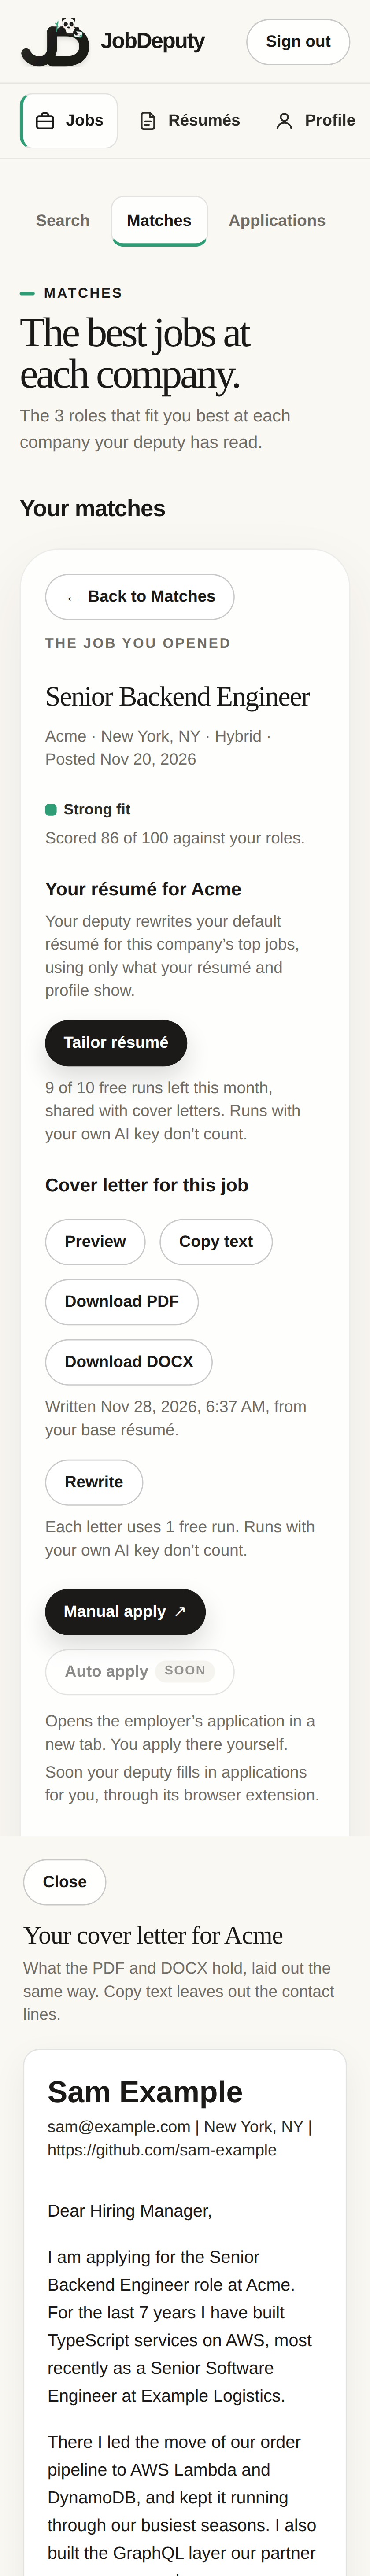 JobDeputy
Sign out
Jobs
Résumés
Profile
Search
Matches
Applications
MATCHES
The best jobs at
each company.
The 3 roles that fit you best at each
company your deputy has read.
Your matches
← Back to Matches
THE JOB YOU OPENED
Senior Backend Engineer
Acme · New York, NY · Hybrid ·
Posted Nov 20, 2026
Strong fit
Scored 86 of 100 against your roles.
Your résumé for Acme
Your deputy rewrites your default
résumé for this company’s top jobs,
using only what your résumé and
profile show.
Tailor résumé
9 of 10 free runs left this month,
shared with cover letters. Runs with
your own AI key don’t count.
Cover letter for this job
Preview
Copy text
Download PDF
Download DOCX
Written Nov 28, 2026, 6:37 AM, from
your base résumé.
Rewrite
Each letter uses 1 free run. Runs with
your own AI key don’t count.
Manual apply ↗
Auto apply SOON
Opens the employer’s application in a
new tab. You apply there yourself.
Soon your deputy fills in applications
for you, through its browser extension.
Close
Your cover letter for Acme
What the PDF and DOCX hold, laid out the
same way. Copy text leaves out the contact
lines.
Sam Example
sam@example.com | New York, NY |
https://github.com/sam-example
Dear Hiring Manager,
I am applying for the Senior
Backend Engineer role at Acme.
For the last 7 years I have built
TypeScript services on AWS, most
recently as a Senior Software
Engineer at Example Logistics.
There I led the move of our order
pipeline to AWS Lambda and
DynamoDB, and kept it running
through our busiest seasons. I also
built the GraphQL layer our partner